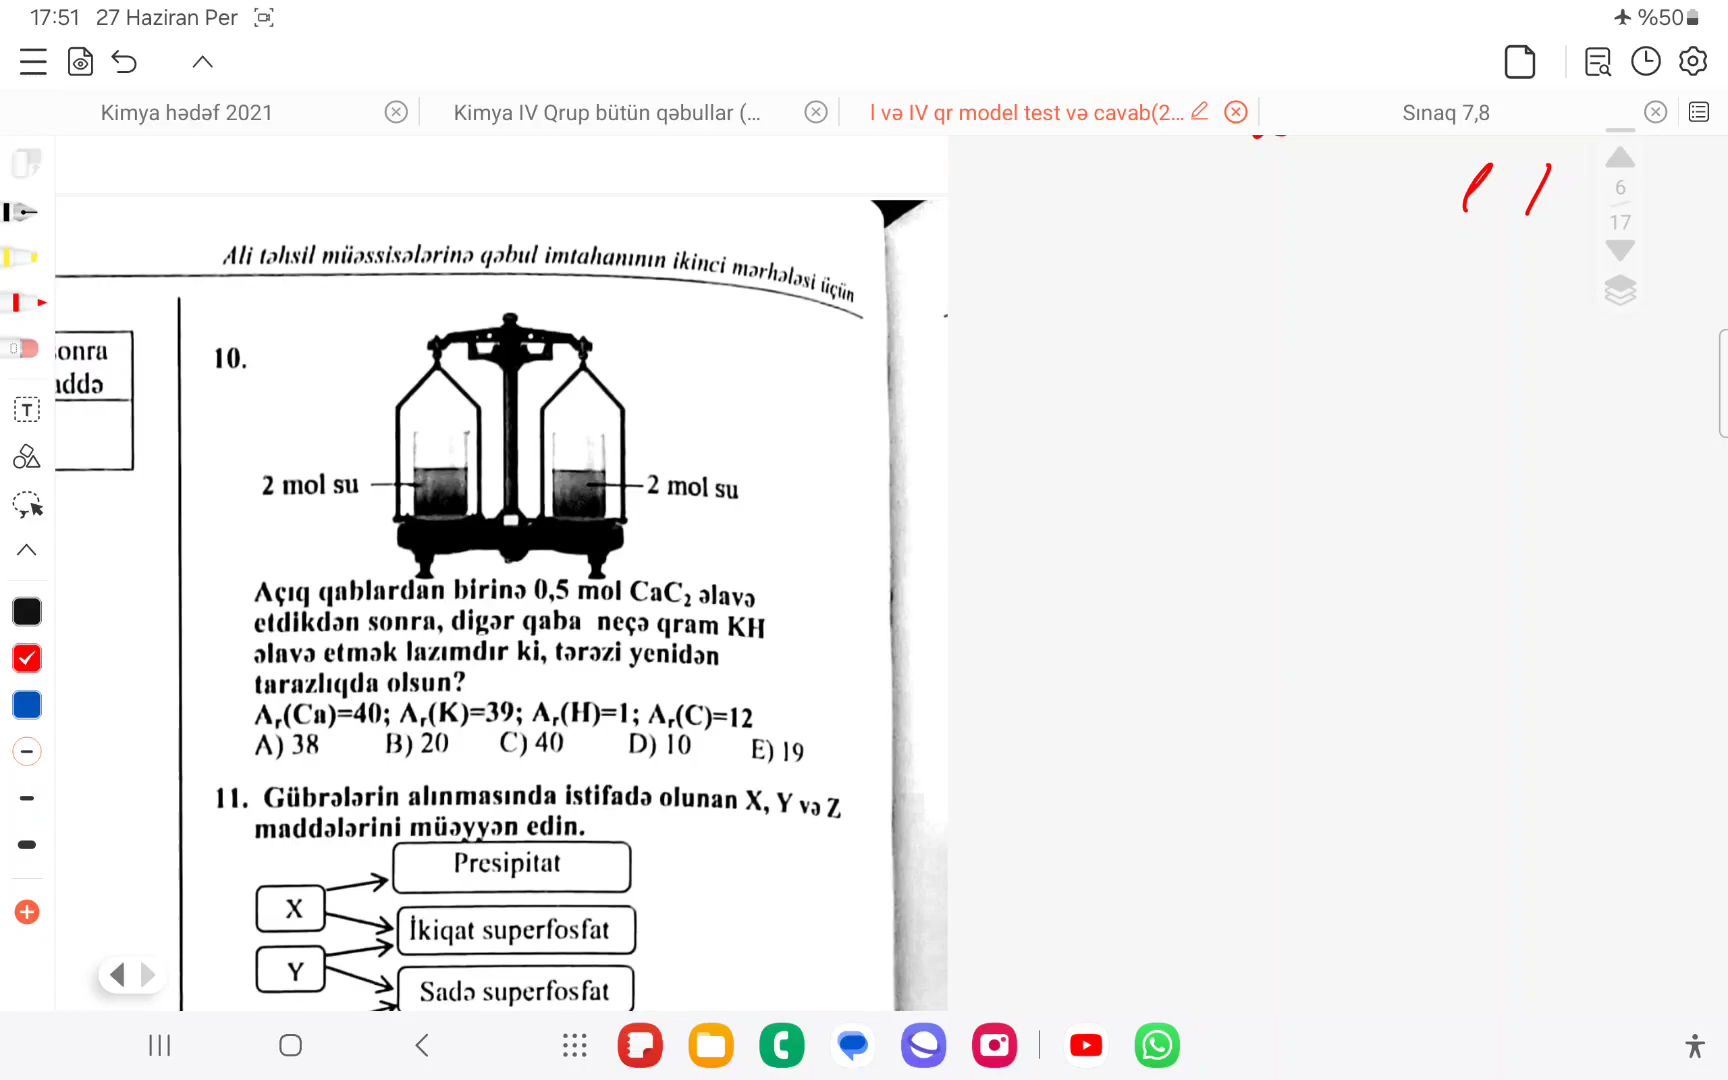 17:51 27 Haziran Per
%50
Kimya hədəf 2021
Kimya IV Qrup bütün qəbullar (...
I və IV qr model test və cavab(2...
Sınaq 7,8
6
17
Ali təhsil müəssisələrinə qəbul imtahanının ikinci mərhələsi üçün
onra
addə
10.
2 mol su
2 mol su
Açıq qablardan birinə 0,5 mol CaC₂ əlavə
etdikdən sonra, digər qaba neçə qram KH
əlavə etmək lazımdır ki, tərəzi yenidən
tarazlıqda olsun?
Aᵣ(Ca)=40; Aᵣ(K)=39; Aᵣ(H)=1; Aᵣ(C)=12
A) 38 B) 20 C) 40 D) 10 E) 19
11. Gübrələrin alınmasında istifadə olunan X, Y və Z
maddələrini müəyyən edin.
Presipitat
X
İkiqat superfosfat
Y
Sadə superfosfat
T